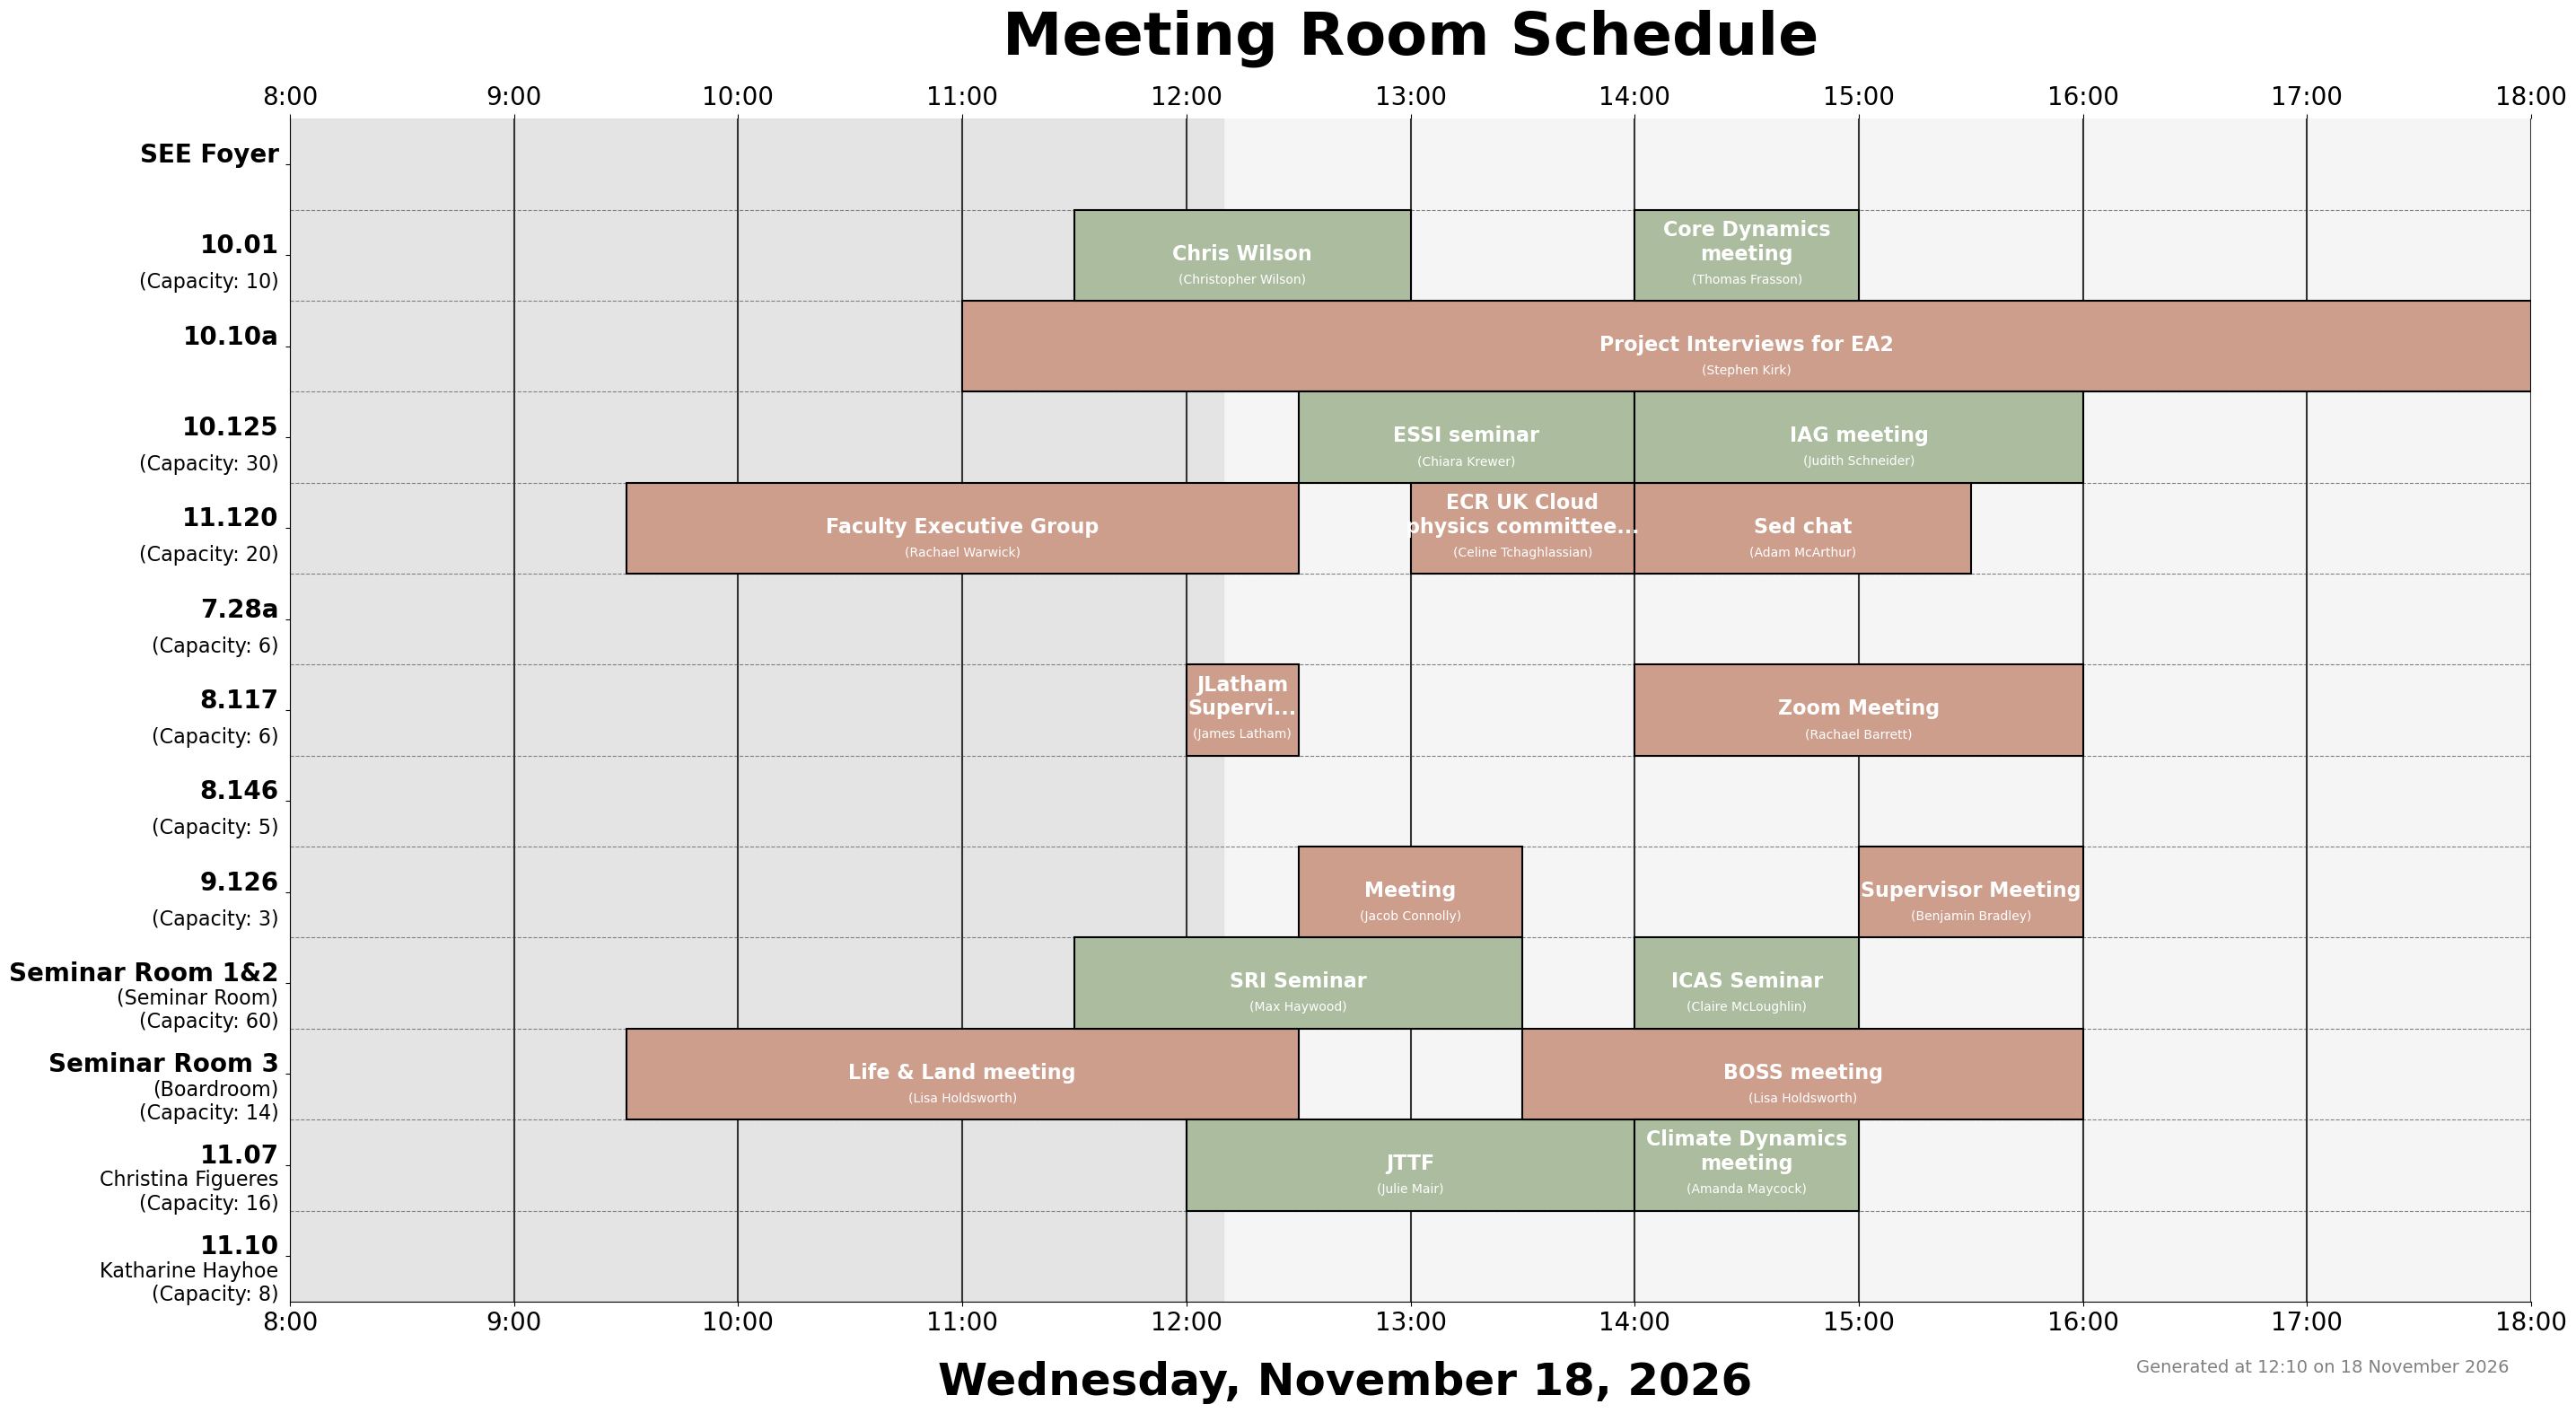 Meeting Room Schedule
8:00 9:00 10:00 11:00 12:00 13:00 14:00 15:00 16:00 17:00 18:00
SEE Foyer
10.01
(Capacity: 10)
Chris Wilson
(Christopher Wilson)
Core Dynamics
meeting
(Thomas Frasson)
10.10a
Project Interviews for EA2
(Stephen Kirk)
10.125
(Capacity: 30)
ESSI seminar
(Chiara Krewer)
IAG meeting
(Judith Schneider)
11.120
(Capacity: 20)
Faculty Executive Group
(Rachael Warwick)
ECR UK Cloud
physics committee...
(Celine Tchaghlassian)
Sed chat
(Adam McArthur)
7.28a
(Capacity: 6)
8.117
(Capacity: 6)
JLatham
Supervi...
(James Latham)
Zoom Meeting
(Rachael Barrett)
8.146
(Capacity: 5)
9.126
(Capacity: 3)
Meeting
(Jacob Connolly)
Supervisor Meeting
(Benjamin Bradley)
Seminar Room 1&2
(Seminar Room)
(Capacity: 60)
SRI Seminar
(Max Haywood)
ICAS Seminar
(Claire McLoughlin)
Seminar Room 3
(Boardroom)
(Capacity: 14)
Life & Land meeting
(Lisa Holdsworth)
BOSS meeting
(Lisa Holdsworth)
11.07
Christina Figueres
(Capacity: 16)
JTTF
(Julie Mair)
Climate Dynamics
meeting
(Amanda Maycock)
11.10
Katharine Hayhoe
(Capacity: 8)
8:00 9:00 10:00 11:00 12:00 13:00 14:00 15:00 16:00 17:00 18:00
Wednesday, November 18, 2026
Generated at 12:10 on 18 November 2026